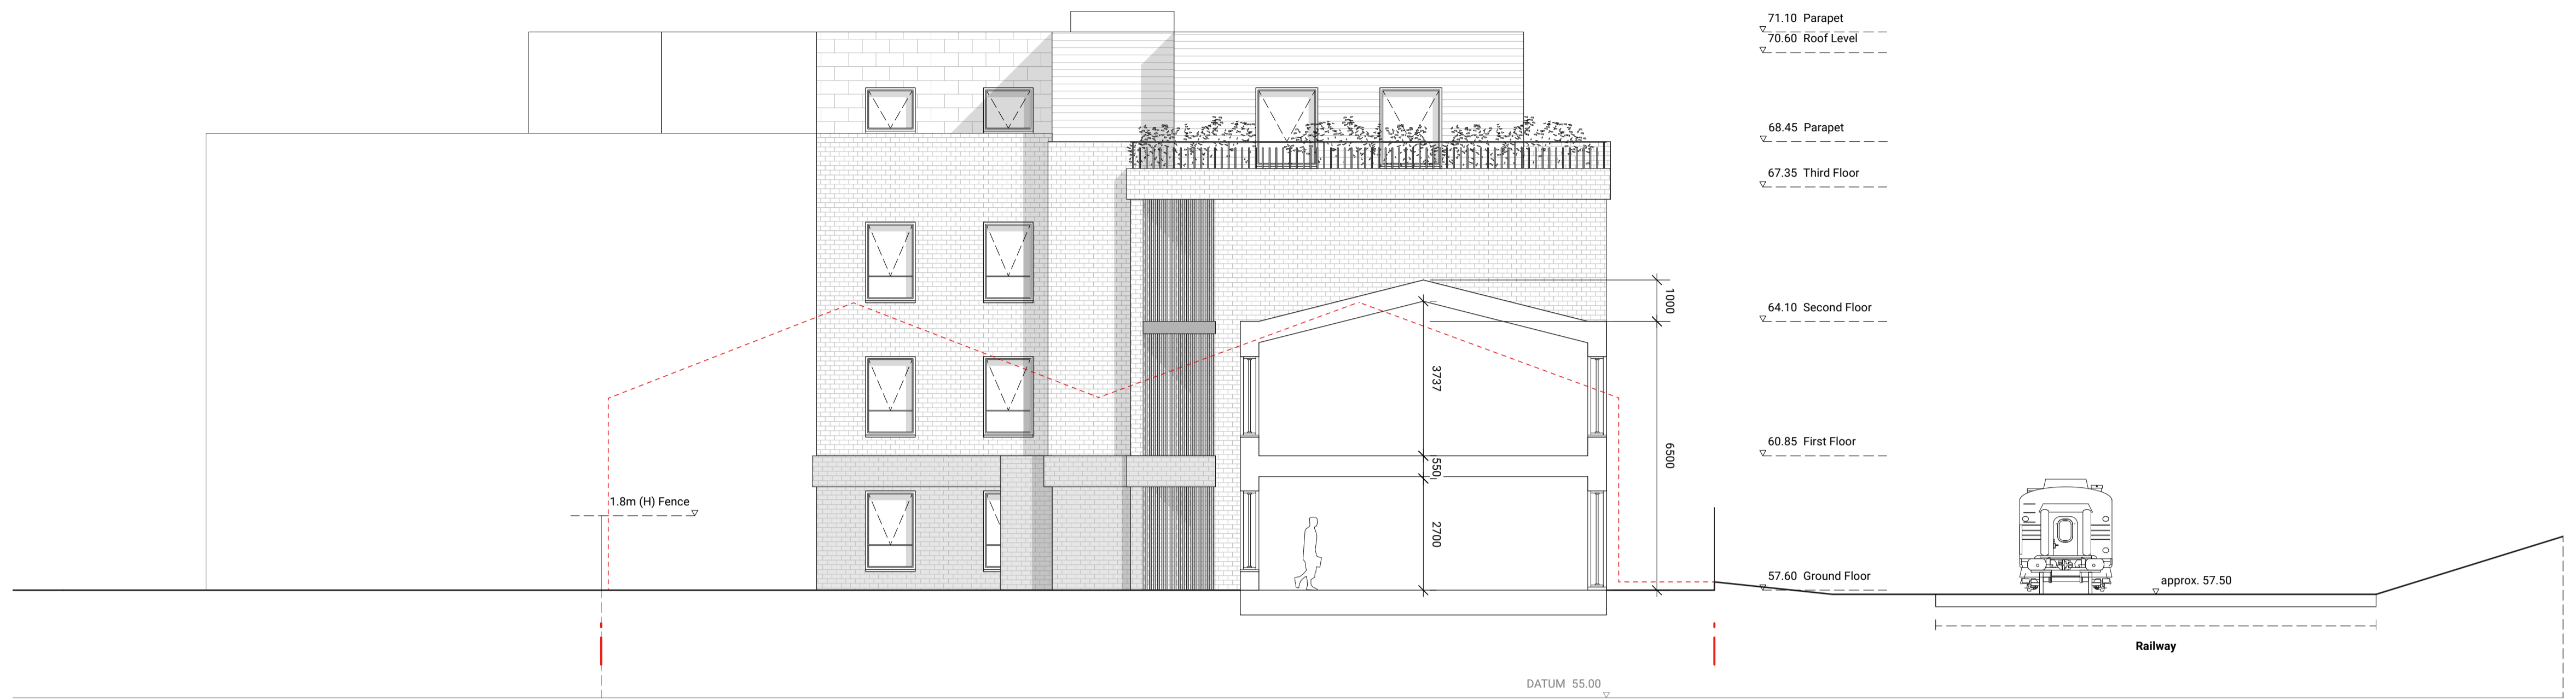 71.10 Parapet
70.60 Roof Level
68.45 Parapet
67.35 Third Floor
1000
64.10 Second Floor
3737
6500
550
60.85 First Floor
1.8m (H) Fence
2700
57.60 Ground Floor
approx. 57.50
Railway
DATUM 55.00